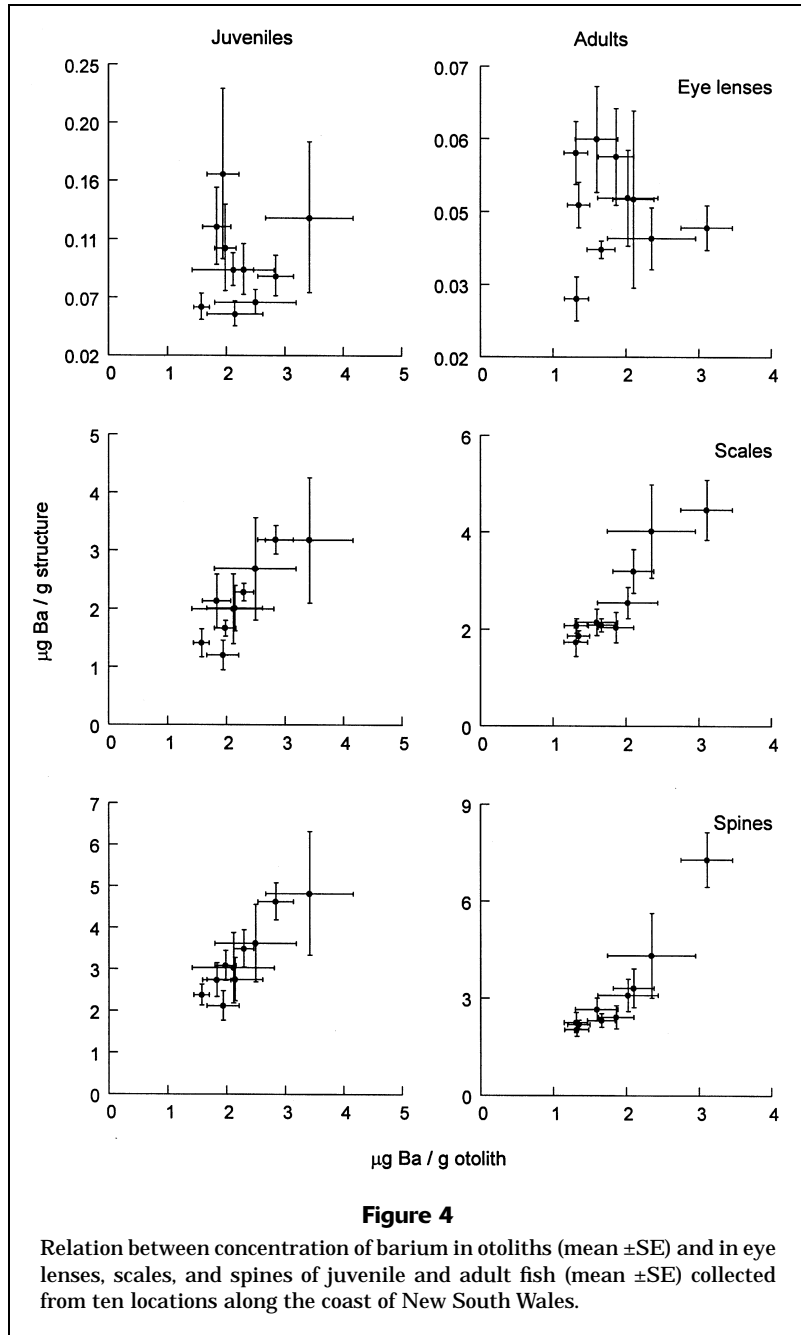 Juveniles
Adults
0.25
0.20
0.16
0.11
0.07
0.02
0 1 2 3 4 5
Eye lenses
0.07
0.06
0.05
0.03
0.02
0 1 2 3 4
µg Ba / g structure
5
4
3
2
1
0
0 1 2 3 4 5
Scales
6
4
2
0
0 1 2 3 4
7
6
5
4
3
2
1
0
0 1 2 3 4 5
Spines
9
6
3
0
0 1 2 3 4
µg Ba / g otolith
Figure 4
Relation between concentration of barium in otoliths (mean ±SE) and in eye
lenses, scales, and spines of juvenile and adult fish (mean ±SE) collected
from ten locations along the coast of New South Wales.